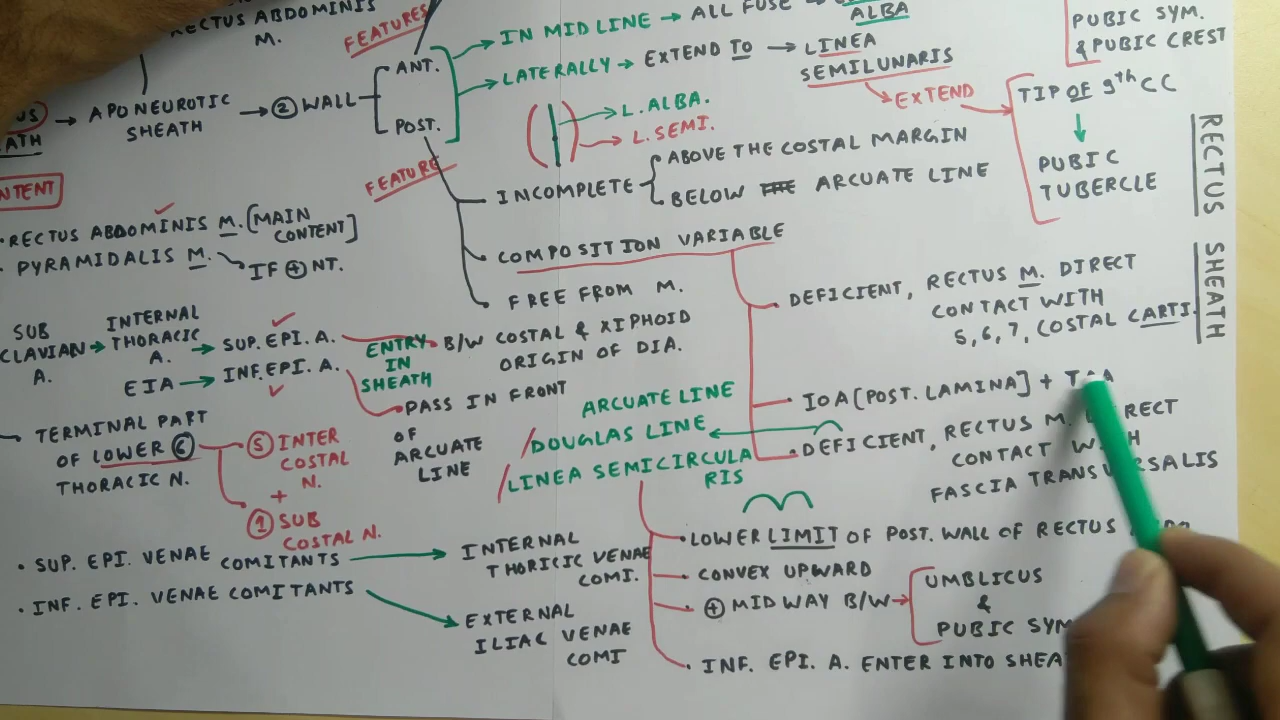 RECTUS ABDOMINIS
M.
FEATURES
ATH
→ APONEUROTIC
SHEATH
→ ② WALL
ANT.
POST.
IN MID LINE → ALL FUSE →
ALBA
LATERALLY → EXTEND TO → LINEA
SEMILUNARIS
EXTEND
PUBIC SYM.
& PUBIC CREST
TIP OF 9th CC
PUBIC
TUBERCLE
L. ALBA.
L. SEMI.
FEATURE
INCOMPLETE
ABOVE THE COSTAL MARGIN
BELOW THE ARCUATE LINE
COMPOSITION VARIABLE
FREE FROM M.
DEFICIENT, RECTUS M. DIRECT
CONTACT WITH
5,6,7, COSTAL CARTI.
IOA [POST. LAMINA] +
DEFICIENT, RECTUS M.
CONTACT
FASCIA TRANSVERSALIS
RECTUS SHEATH
NTENT
• RECTUS ABDOMINIS M. [MAIN
CONTENT]
• PYRAMIDALIS M. IF ⊕NT.
SUB
CLAVIAN
A.
→ INTERNAL
THORACIC
A.
→ SUP. EPI. A.
EIA → INF. EPI. A.
ENTRY
IN
SHEATH
B/W COSTAL & XIPHOID
ORIGIN OF DIA.
PASS IN FRONT
OF
ARCUATE
LINE
TERMINAL PART
OF LOWER ⑥
THORACIC N.
⑤ INTER
COSTAL
N.
+
① SUB
COSTAL N.
ARCUATE LINE
/DOUGLAS LINE
/LINEA SEMICIRCULA
RIS
• LOWER LIMIT OF POST. WALL OF RECTUS
CONVEX UPWARD
⊕ MIDWAY B/W → UMBLICUS
&
PUBIC SYM
• INF. EPI. A. ENTER INTO SHEA
• SUP. EPI. VENAE COMITANTS → INTERNAL
THORICIC VENAE
COMI.
• INF. EPI. VENAE COMITANTS → EXTERNAL
ILIAC VENAE
COMI